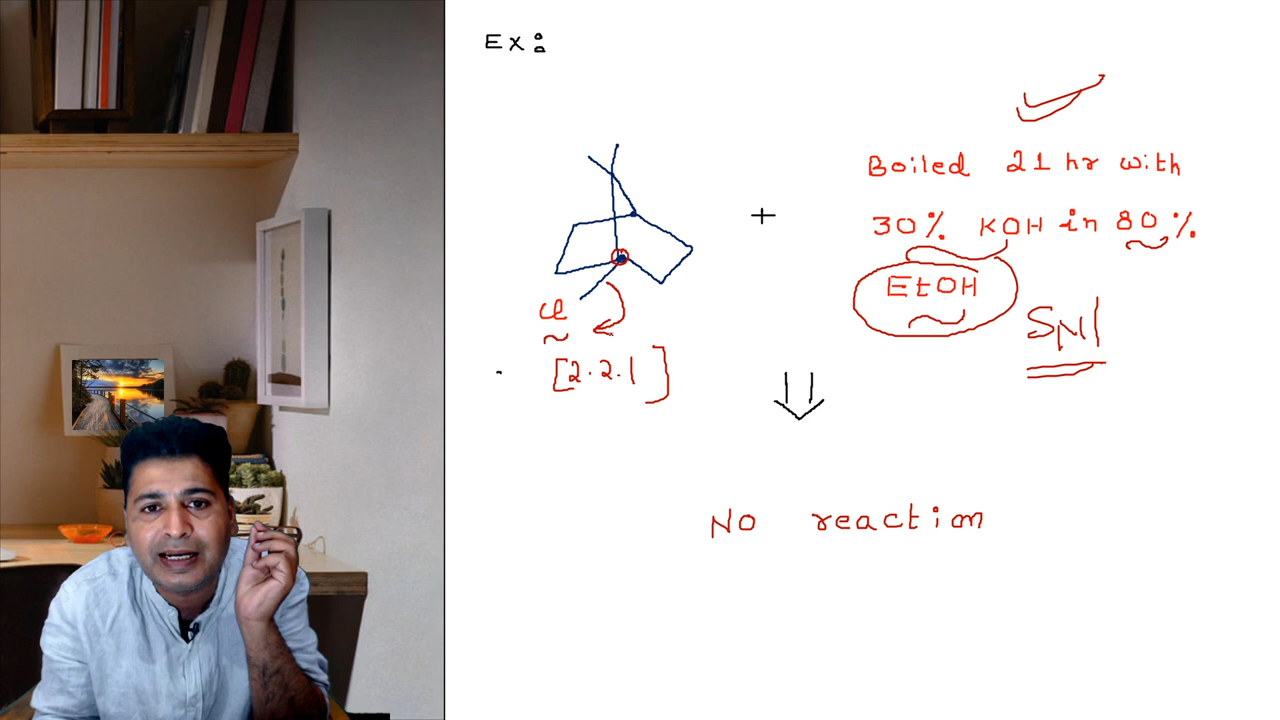 Ex:
+
Boiled 21 hr with
30% KOH in 80%
EtOH
Cl
SN1
[2.2.1]
No reaction